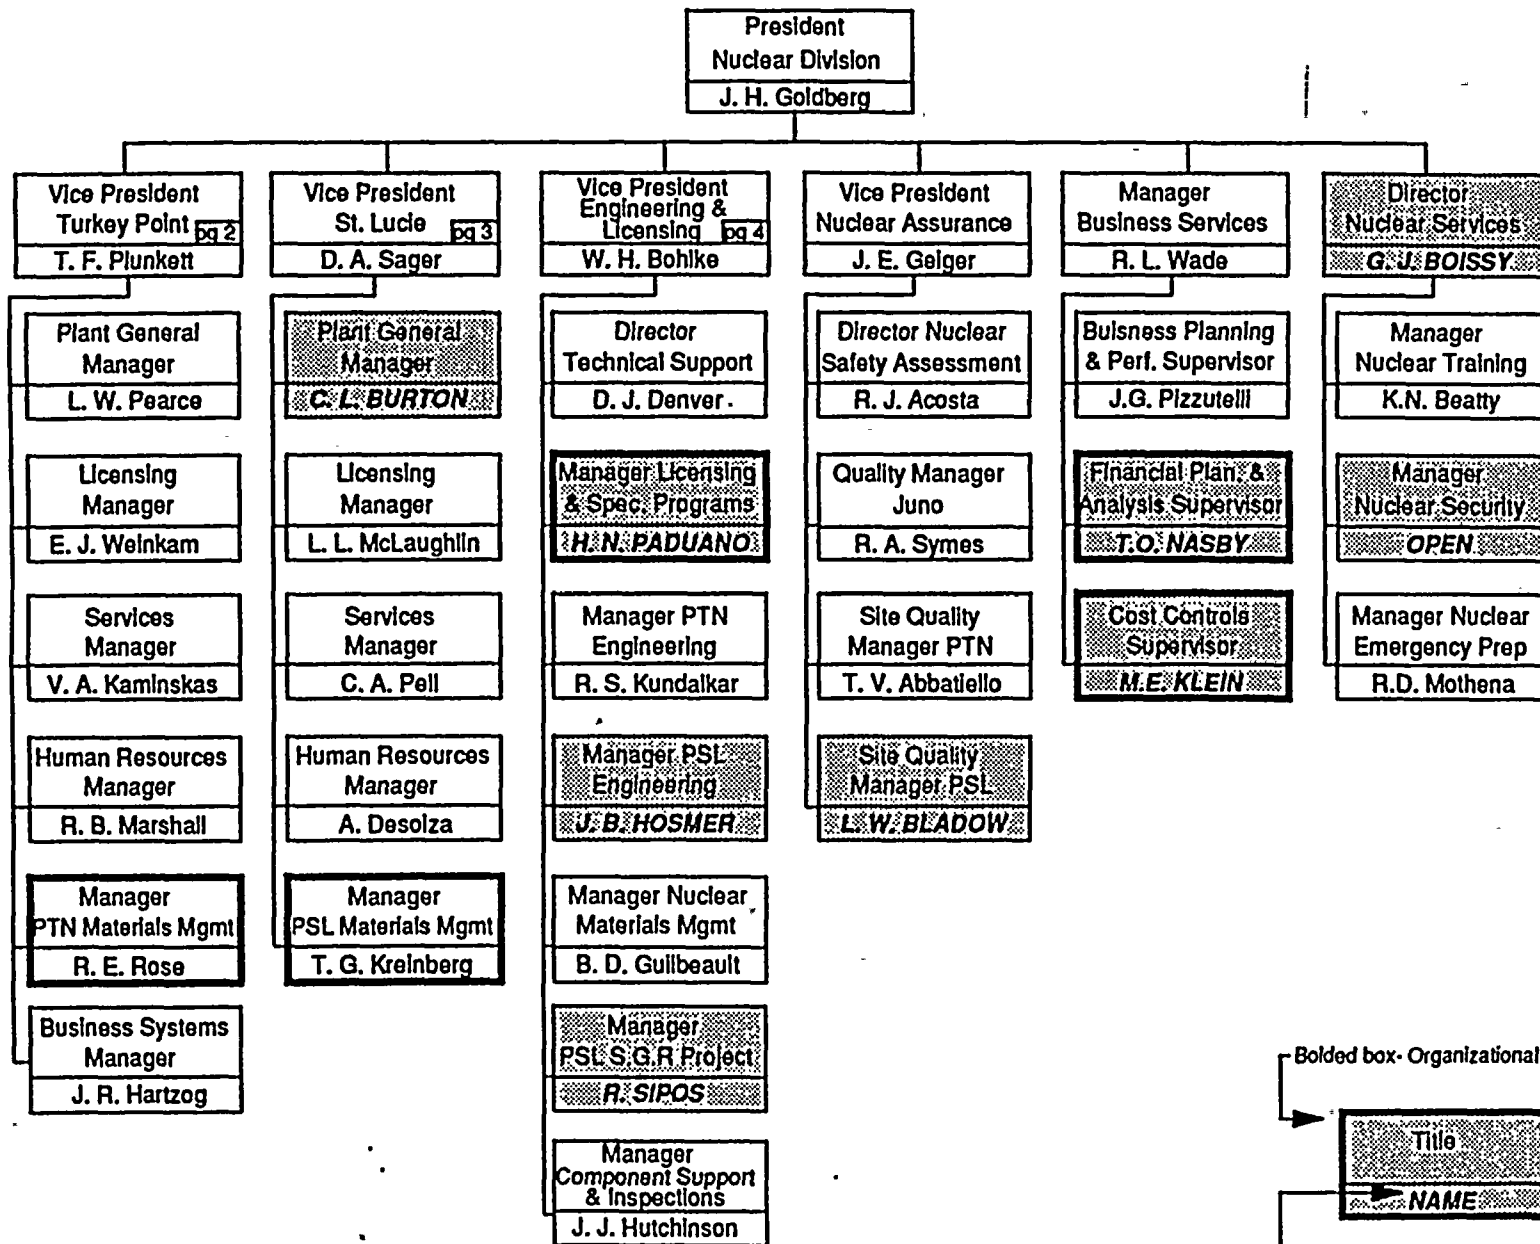 President
Nuclear Division
J. H. Goldberg
Vice President
Turkey Point pg 2
T. F. Plunkett
Vice President
St. Lucie pg 3
D. A. Sager
Vice President
Engineering &
Licensing pg 4
W. H. Bohlke
Vice President
Nuclear Assurance
J. E. Geiger
Manager
Business Services
R. L. Wade
Director
Nuclear Services
G. J. BOISSY
Plant General
Manager
L. W. Pearce
Licensing
Manager
E. J. Weinkam
Services
Manager
V. A. Kaminskas
Human Resources
Manager
R. B. Marshall
Manager
PTN Materials Mgmt
R. E. Rose
Business Systems
Manager
J. R. Hartzog
Plant General
Manager
C. L. BURTON
Licensing
Manager
L. L. McLaughlin
Services
Manager
C. A. Pell
Human Resources
Manager
A. Desoiza
Manager
PSL Materials Mgmt
T. G. Kreinberg
Director
Technical Support
D. J. Denver
Manager Licensing
& Spec. Programs
H. N. PADUANO
Manager PTN
Engineering
R. S. Kundalkar
Manager PSL
Engineering
J. B. HOSMER
Manager Nuclear
Materials Mgmt
B. D. Guilbeault
Manager
PSL S.G.R Project
R. SIPOS
Manager
Component Support
& Inspections
J. J. Hutchinson
Director Nuclear
Safety Assessment
R. J. Acosta
Quality Manager
Juno
R. A. Symes
Site Quality
Manager PTN
T. V. Abbatiello
Site Quality
Manager PSL
L. W. BLADOW
Buisness Planning
& Perf. Supervisor
J.G. Pizzutelli
Financial Plan. &
Analysis Supervisor
T.O. NASBY
Cost Controls
Supervisor
M.E. KLEIN
Manager
Nuclear Training
K.N. Beatty
Manager
Nuclear Security
OPEN
Manager Nuclear
Emergency Prep
R.D. Mothena
Bolded box- Organizational
Title
NAME